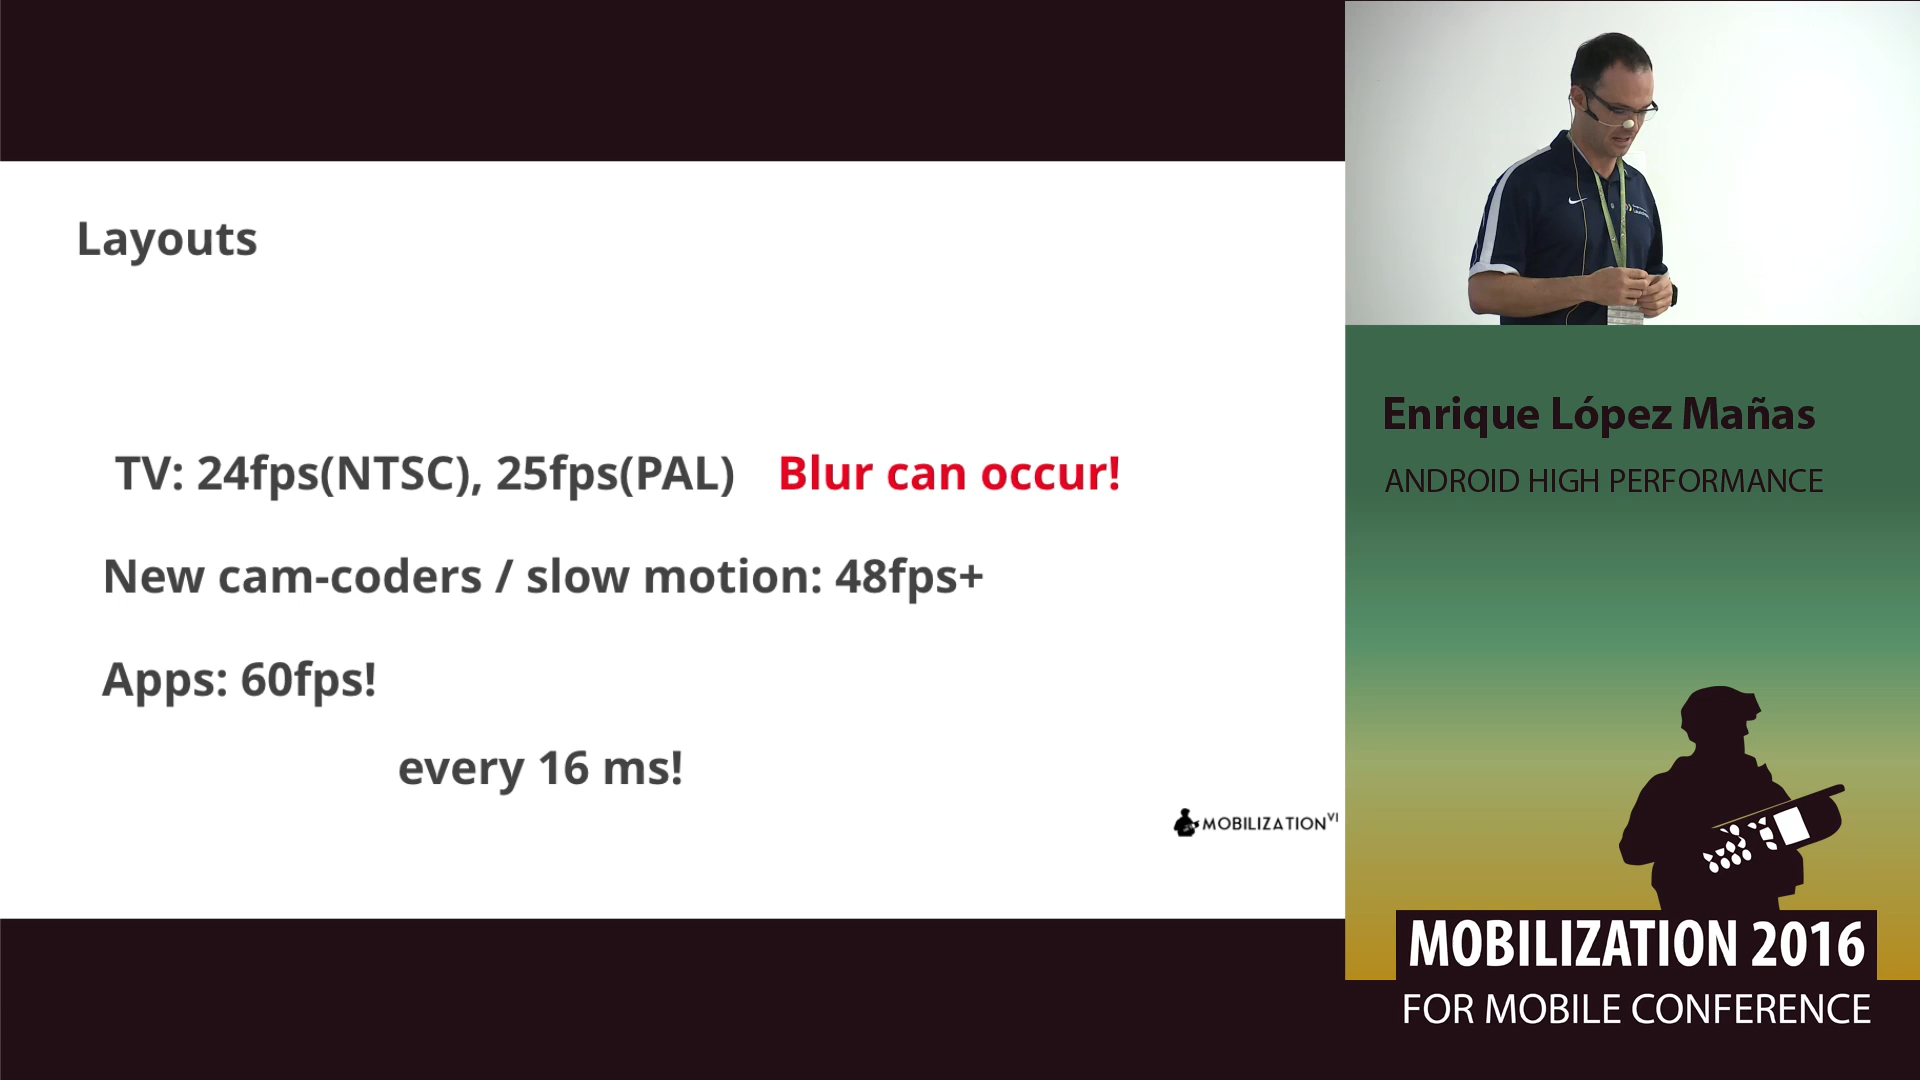 Layouts
TV: 24fps(NTSC), 25fps(PAL) Blur can occur!
New cam-coders / slow motion: 48fps+
Apps: 60fps!
every 16 ms!
MOBILIZATION VI
Enrique López Mañas
ANDROID HIGH PERFORMANCE
MOBILIZATION 2016
FOR MOBILE CONFERENCE